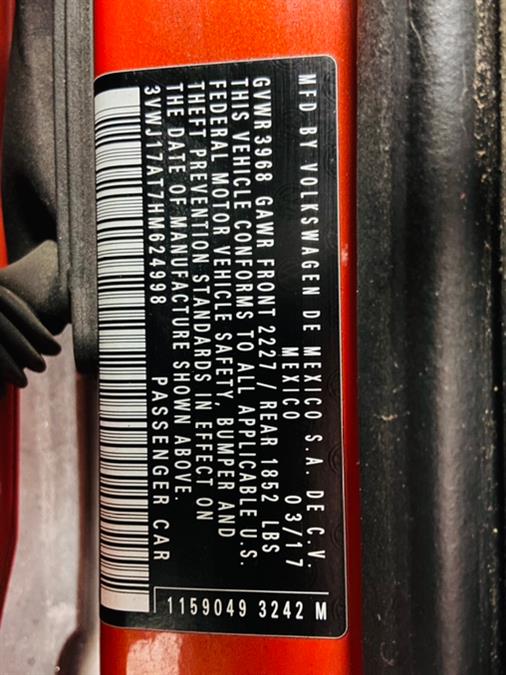 MFD BY VOLKSWAGEN DE MEXICO S.A. DE C.V.
MEXICO 03/17
GVWR3968 GAWR FRONT 2227 / REAR 1852 LBS
THIS VEHICLE CONFORMS TO ALL APPLICABLE U.S.
FEDERAL MOTOR VEHICLE SAFETY, BUMPER AND
THEFT PREVENTION STANDARDS IN EFFECT ON
THE DATE OF MANUFACTURE SHOWN ABOVE.
3VWJ17AT7HM624998 PASSENGER CAR
1159049 3242 M